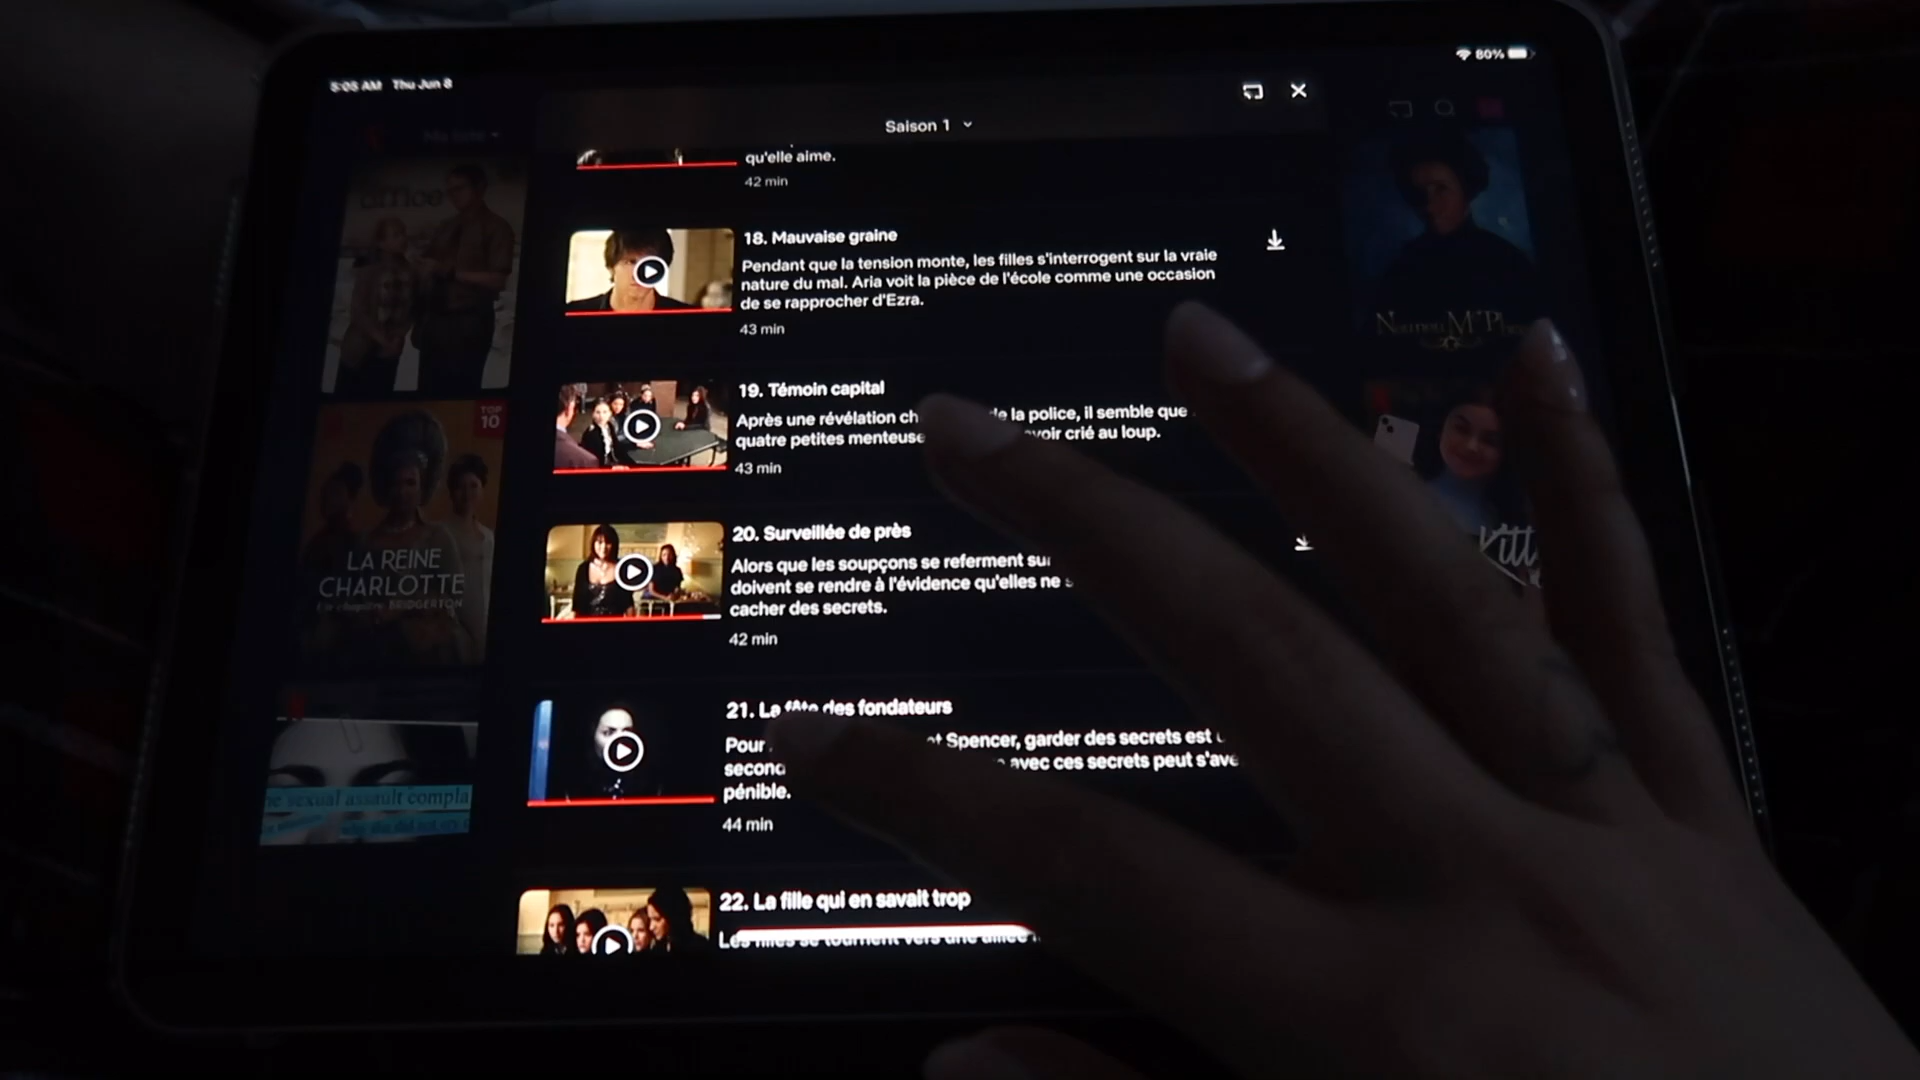 5:05 AM Thu Jun 8
80%
Saison 1
qu'elle aime.
42 min
18. Mauvaise graine
Pendant que la tension monte, les filles s'interrogent sur la vraie
nature du mal. Aria voit la pièce de l'école comme une occasion
de se rapprocher d'Ezra.
43 min
19. Témoin capital
Après une révélation de la police, il semble que
quatre petites crié au loup.
43 min
20. Surveillée de près
Alors que les soupçons se referment
doivent se rendre à l'évidence qu'elles ne
cacher des secrets.
42 min
21. La des fondateurs
Pour Spencer, garder des secrets est
avec ces secrets peut
pénible.
44 min
22. La fille qui en savait trop
office
TOP
10
LA REINE
CHARLOTTE
BRIDGERTON
sexual assault